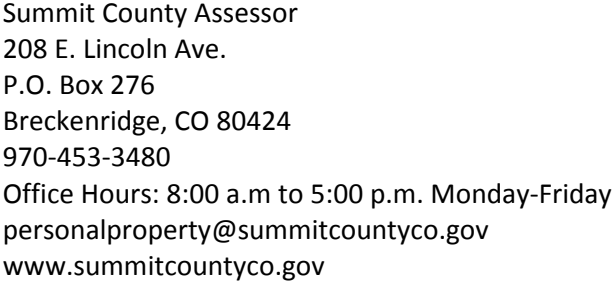 Summit County Assessor
208 E. Lincoln Ave.
P.O. Box 276
Breckenridge, CO 80424
970-453-3480
Office Hours: 8:00 a.m to 5:00 p.m. Monday-Friday
personalproperty@summitcountyco.gov
www.summitcountyco.gov